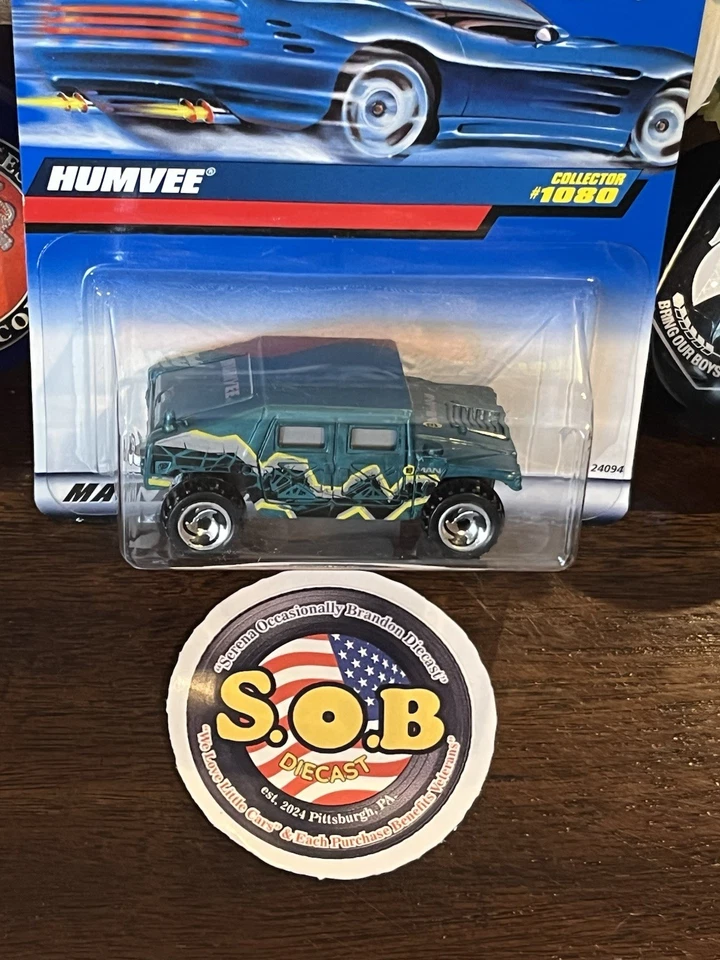 HUMVEE®
COLLECTOR
#1080
HUMVEE
24094
MA
BRING OUR BOYS
CO
"Serena Occasionally Brandon Diecast"
S.O.B
DIECAST
est, 2024 Pittsburgh, PA.
"We Love Little Cars" & Each Purchase Benefits Veterans"